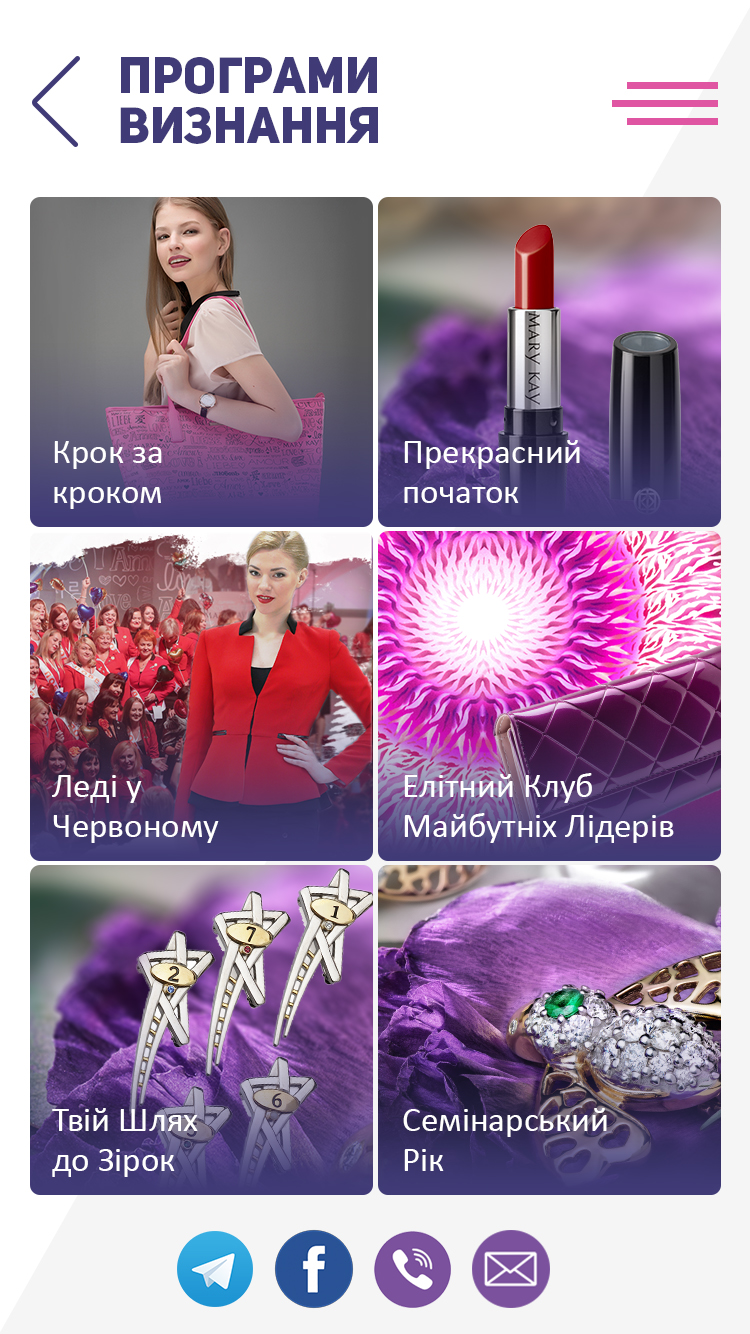 ПРОГРАМИ
ВИЗНАННЯ
Крок за
кроком
MARY KAY
Прекрасний
початок
Леді у
Червоному
Елітний Клуб
Майбутніх Лідерів
2
7
1
6
Твій Шлях
до Зірок
Семінарський
Рік